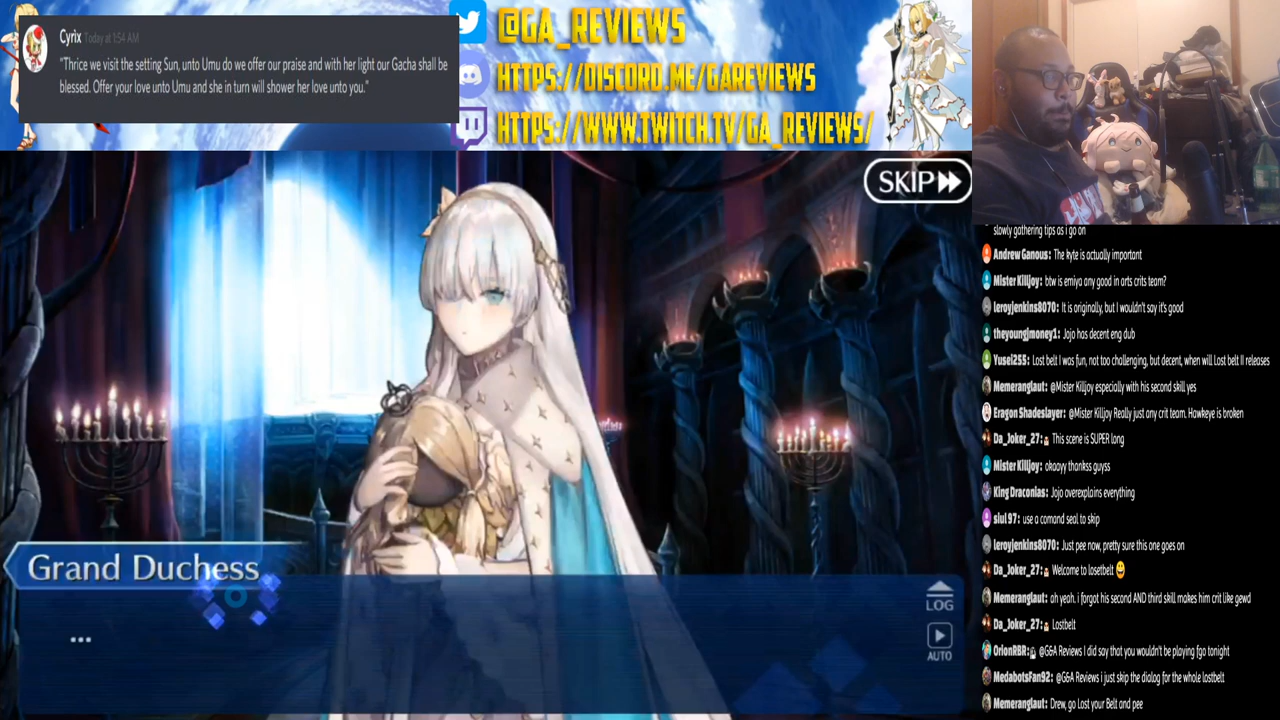 Cyrix Today at 1:54 AM
"Thrice we visit the setting Sun, unto Umu do we offer our praise and with her light our Gacha shall be
blessed. Offer your love unto Umu and she in turn will shower her love unto you."
@GA_REVIEWS
HTTPS://DISCORD.ME/GAREVIEWS
HTTPS://WWW.TWITCH.TV/GA_REVIEWS/
SKIP
slowly gathering tips as i go on
Andrew Ganous: The kyte is actually important
Mister Killjoy: btw is emiya any good in arts crits team?
leroyjenkins8070: It is originally, but I wouldn't say it's good
theyoungjmoney1: Jojo has decent eng dub
Yusei255: Lost belt I was fun, not too challenging, but decent, when will Lost belt II releases
Memeranglaut: @Mister Killjoy especially with his second skill yes
Eragon Shadeslayer: @Mister Killjoy Really just any crit team. Hawkeye is broken
Da_Joker_27: This scene is SUPER long
Mister Killjoy: okaayy thankss guyss
King Draconias: Jojo overexplains everything
siul97: use a comand seal to skip
leroyjenkins8070: Just pee now, pretty sure this one goes on
Da_Joker_27: Welcome to losetbelt
Memeranglaut: ah yeah. i forgot his second AND third skill makes him crit like gewd
Da_Joker_27: Lostbelt
OrionRBR: @G&A Reviews I did say that you wouldn't be playing fgo tonight
MedabotsFan92: @G&A Reviews i just skip the dialog for the whole lostbelt
Memeranglaut: Drew, go Lost your Belt and pee
Grand Duchess
...
LOG
AUTO